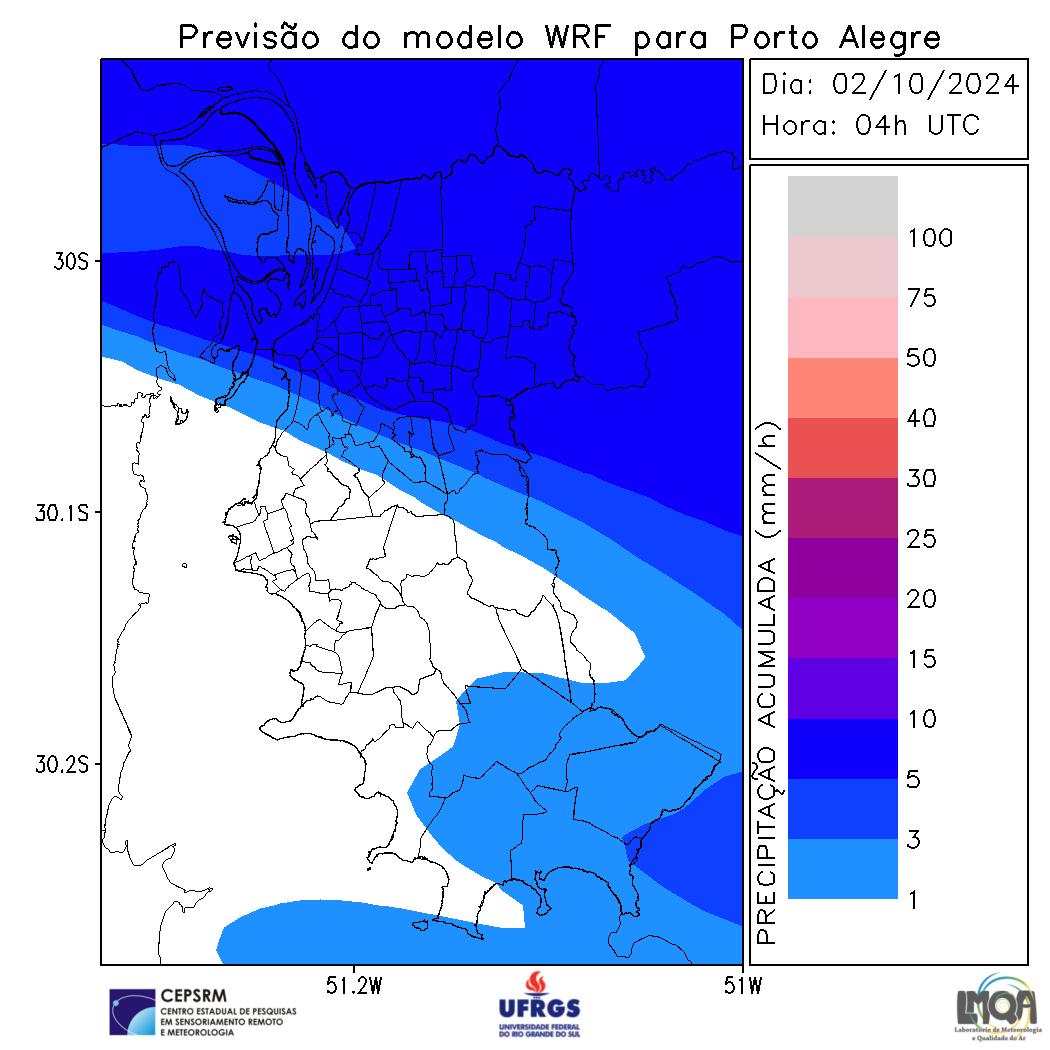 Previsão do modelo WRF para Porto Alegre
Dia: 02/10/2024
Hora: 04h UTC
30S
30.1S
30.2S
51.2W
51W
PRECIPITAÇÃO ACUMULADA (mm/h)
100
75
50
40
30
25
20
15
10
5
3
1
CEPSRM
CENTRO ESTADUAL DE PESQUISAS
EM SENSORIAMENTO REMOTO
E METEOROLOGIA
UFRGS
UNIVERSIDADE FEDERAL
DO RIO GRANDE DO SUL
LMQA
Laboratório de Meteorologia
e Qualidade do Ar